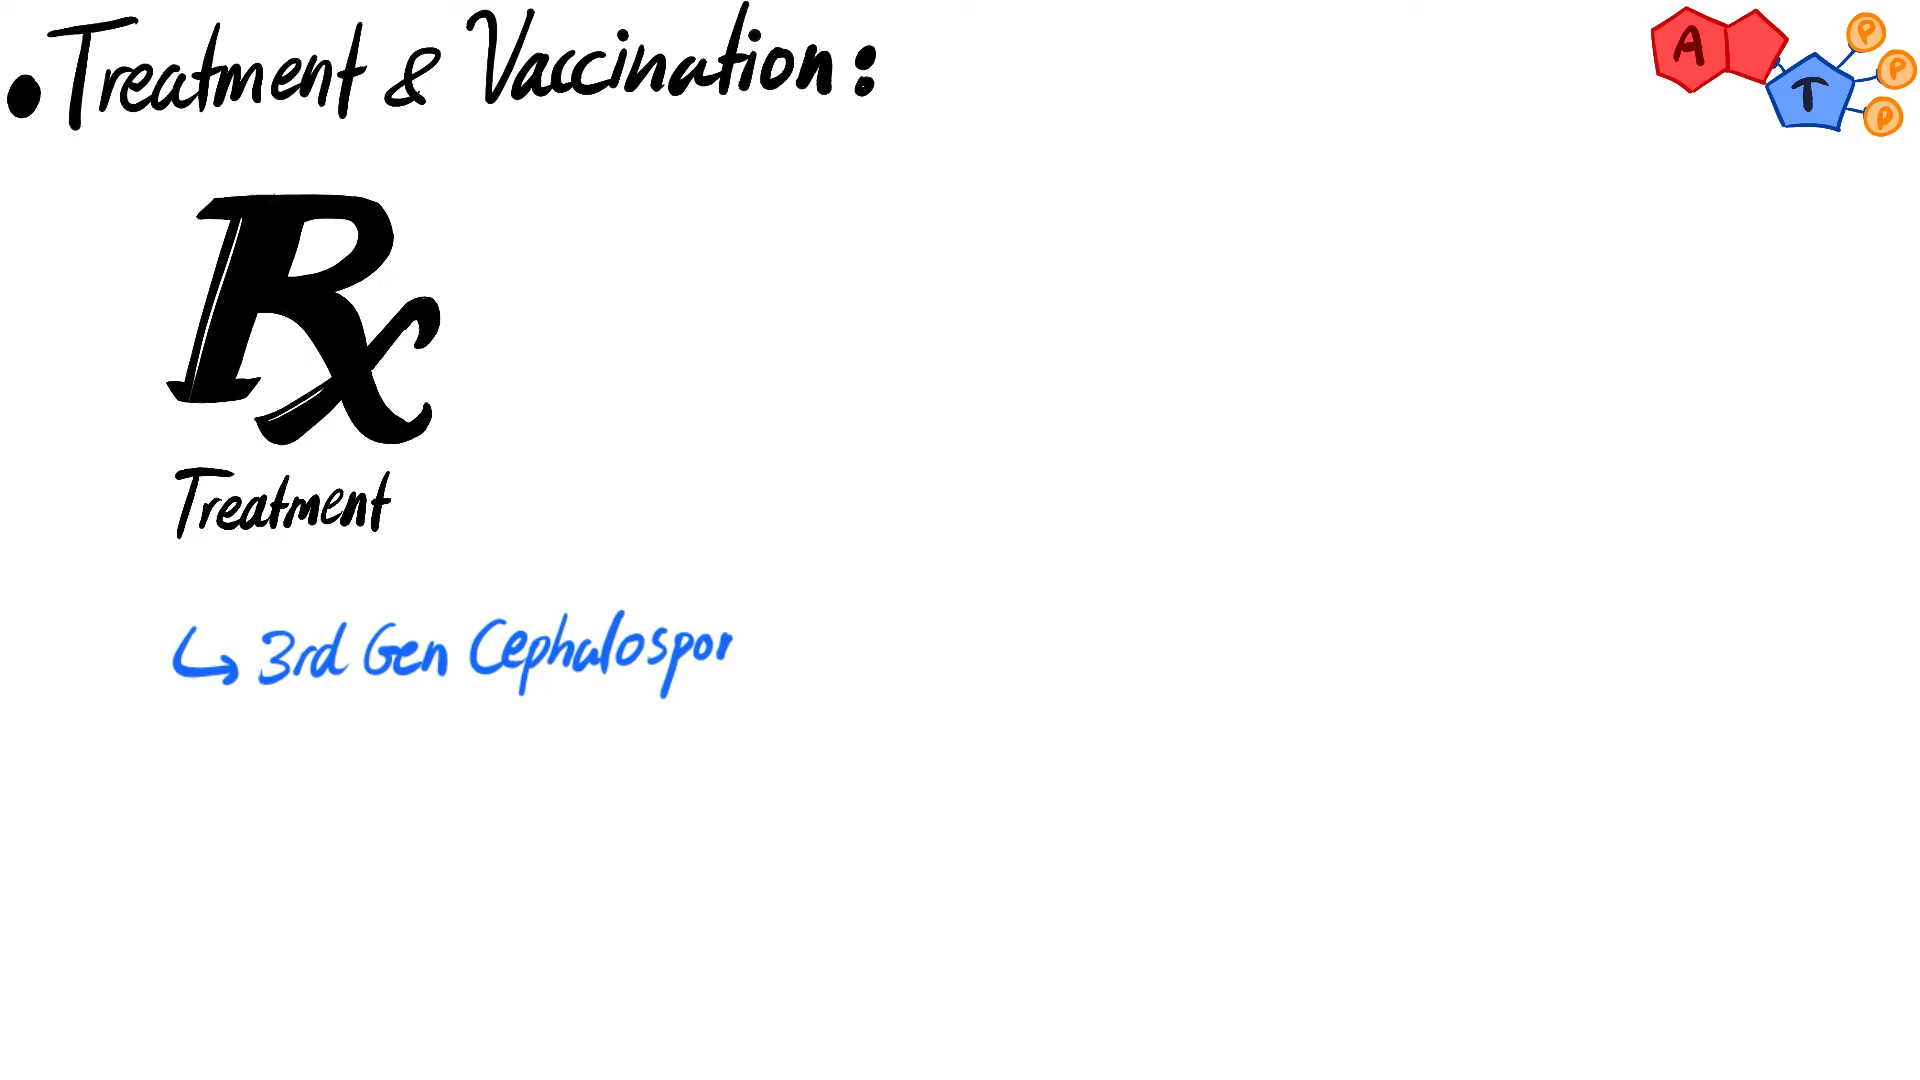 • Treatment & Vaccination:
A T P P P
Rx
Treatment
↳ 3rd Gen Cephalospor